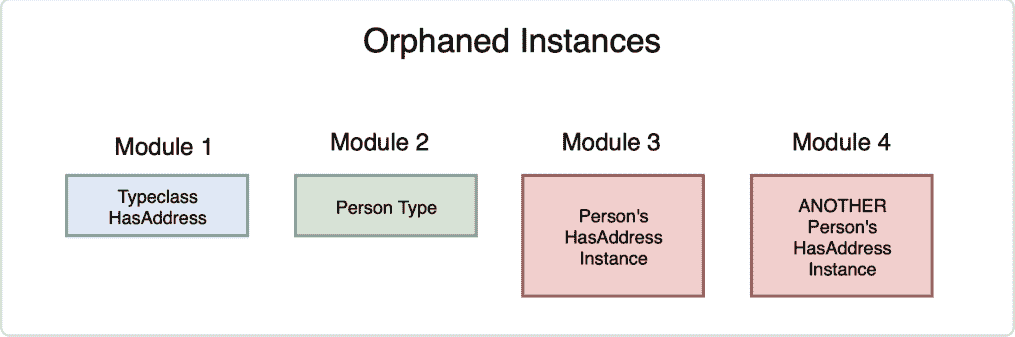 Orphaned Instances
Module 1
Module 2
Module 3
Module 4
Typeclass
HasAddress
Person Type
Person's
HasAddress
Instance
ANOTHER
Person's
HasAddress
Instance